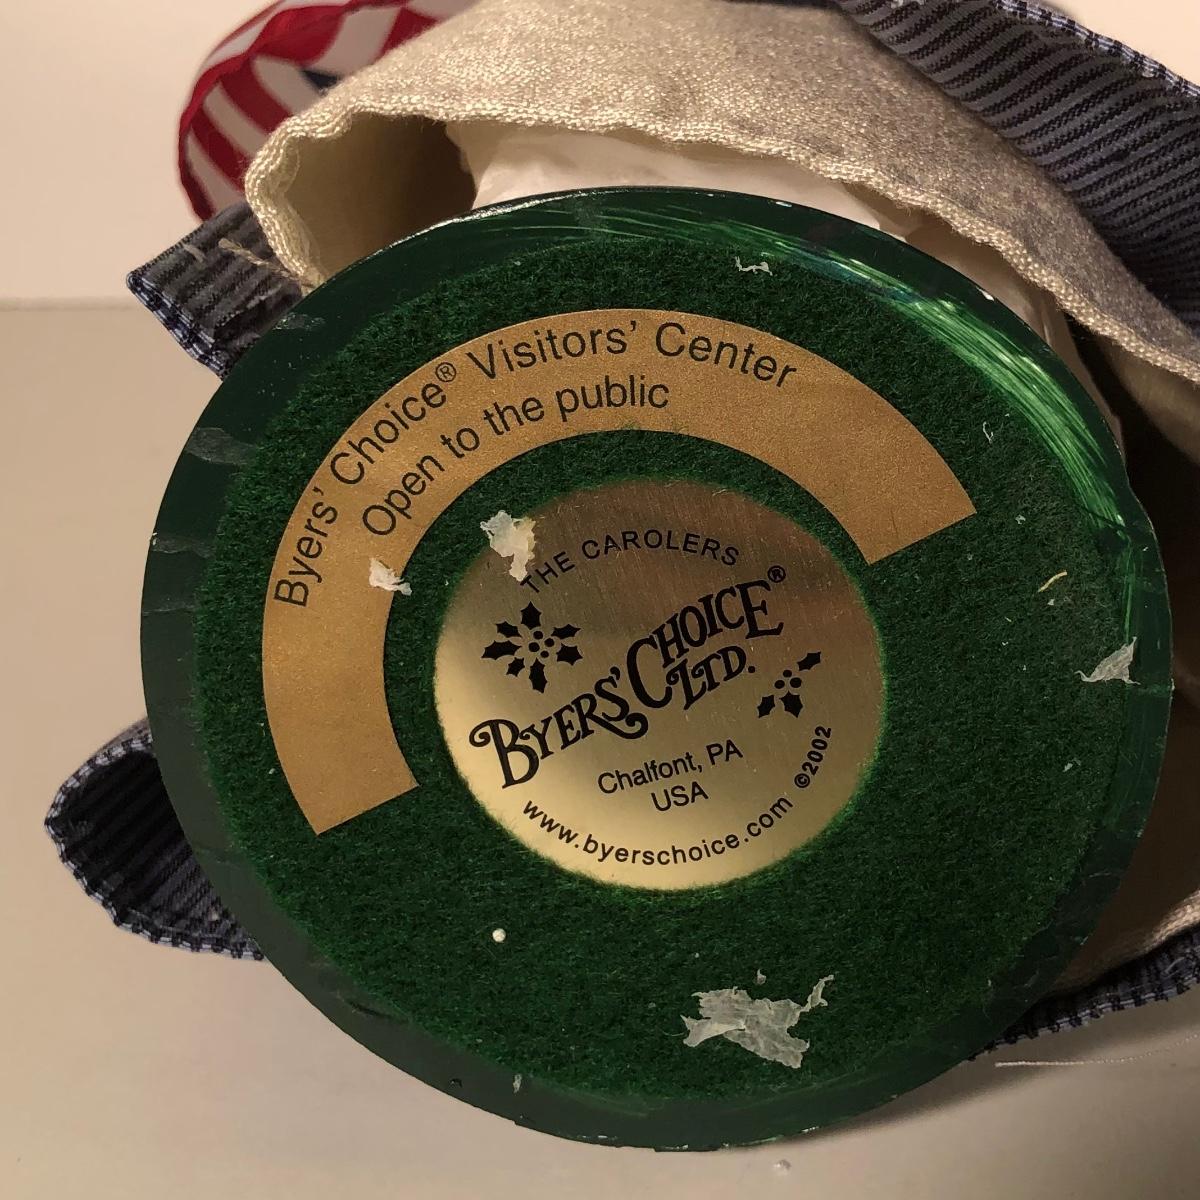 Byers' Choice® Visitors' Center
Open to the public
THE CAROLERS
BYERS' CHOICE®
LTD.
Chalfont, PA
USA
www.byerschoice.com ©2002